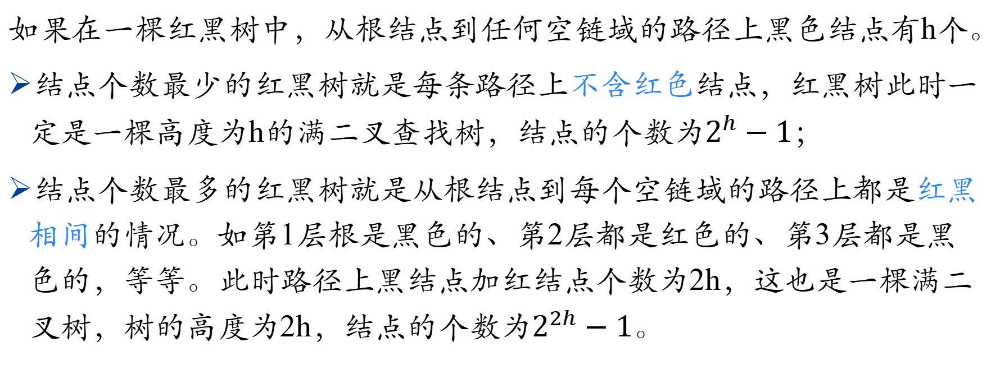 如果在一棵红黑树中，从根结点到任何空链域的路径上黑色结点有h个。
➢结点个数最少的红黑树就是每条路径上不含红色结点，红黑树此时一
定是一棵高度为h的满二叉查找树，结点的个数为2^h − 1；
➢结点个数最多的红黑树就是从根结点到每个空链域的路径上都是红黑
相间的情况。如第1层根是黑色的、第2层都是红色的、第3层都是黑
色的，等等。此时路径上黑结点加红结点个数为2h，这也是一棵满二
叉树，树的高度为2h，结点的个数为2^{2h} − 1。